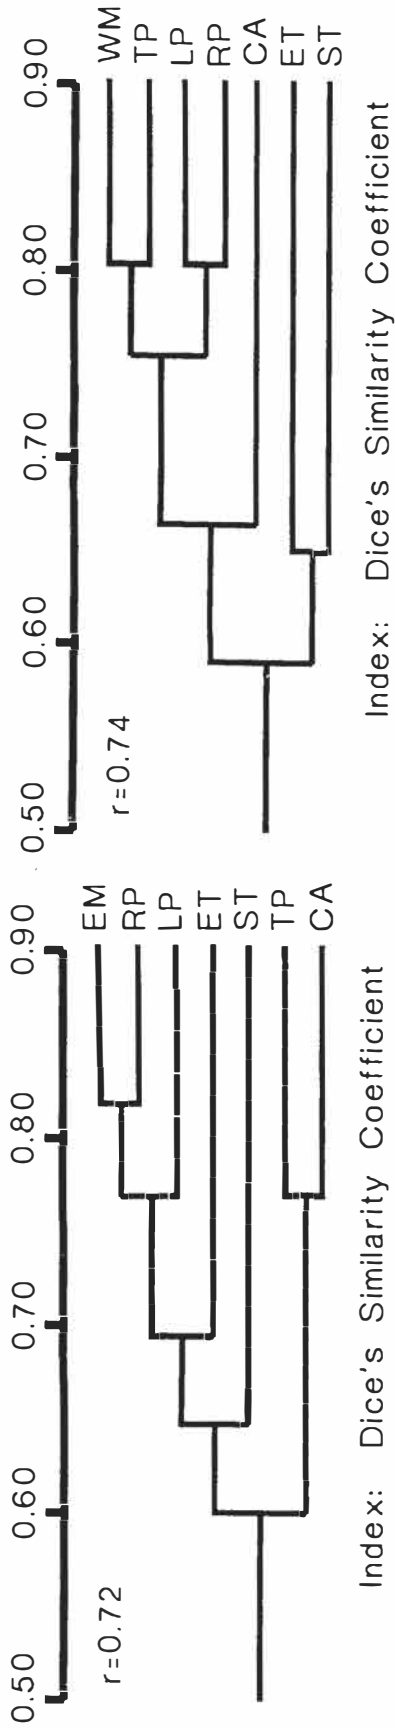 0.50 0.60 0.70 0.80 0.90
r=0.72
EM
RP
LP
ET
ST
TP
CA
Index: Dice's Similarity Coefficient
0.50 0.60 0.70 0.80 0.90
r=0.74
WM
TP
LP
RP
CA
ET
ST
Index: Dice's Similarity Coefficient